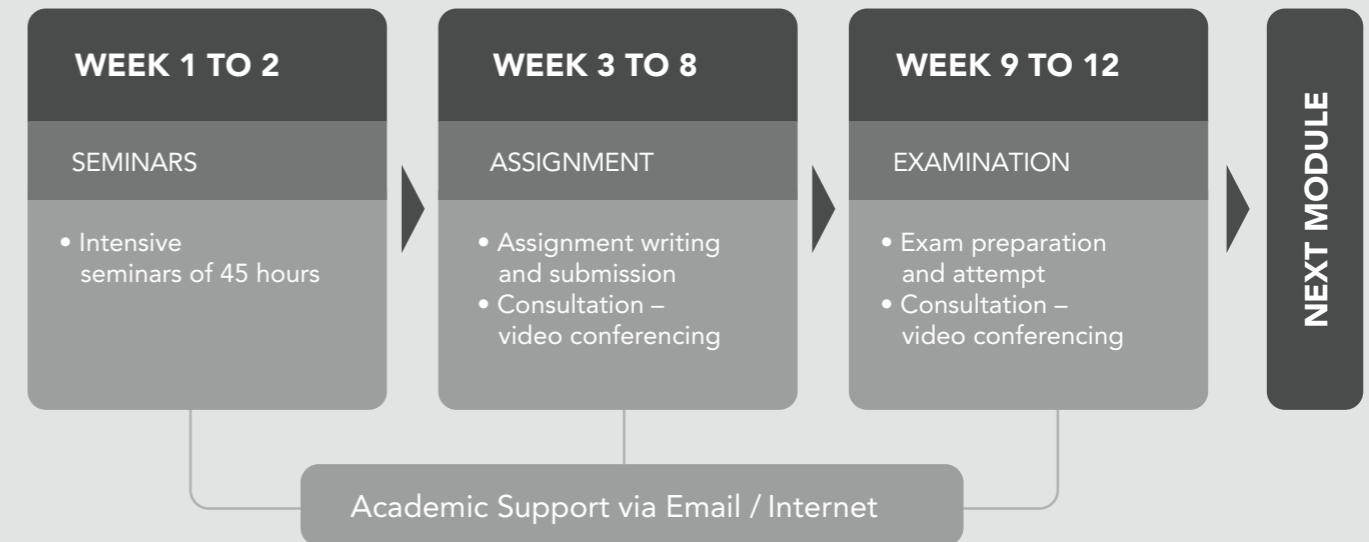 WEEK 1 TO 2
SEMINARS
• Intensive
seminars of 45 hours
WEEK 3 TO 8
ASSIGNMENT
• Assignment writing
and submission
• Consultation –
video conferencing
WEEK 9 TO 12
EXAMINATION
• Exam preparation
and attempt
• Consultation –
video conferencing
NEXT MODULE
Academic Support via Email / Internet